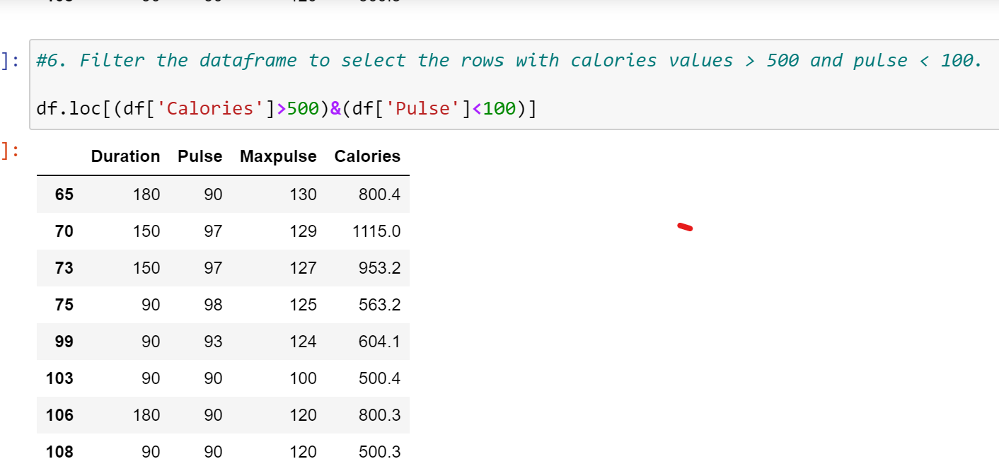 ]: #6. Filter the dataframe to select the rows with calories values > 500 and pulse < 100.
df.loc[(df['Calories']>500)&(df['Pulse']<100)]
]:
Duration Pulse Maxpulse Calories
65 180 90 130 800.4
70 150 97 129 1115.0
73 150 97 127 953.2
75 90 98 125 563.2
99 90 93 124 604.1
103 90 90 100 500.4
106 180 90 120 800.3
108 90 90 120 500.3